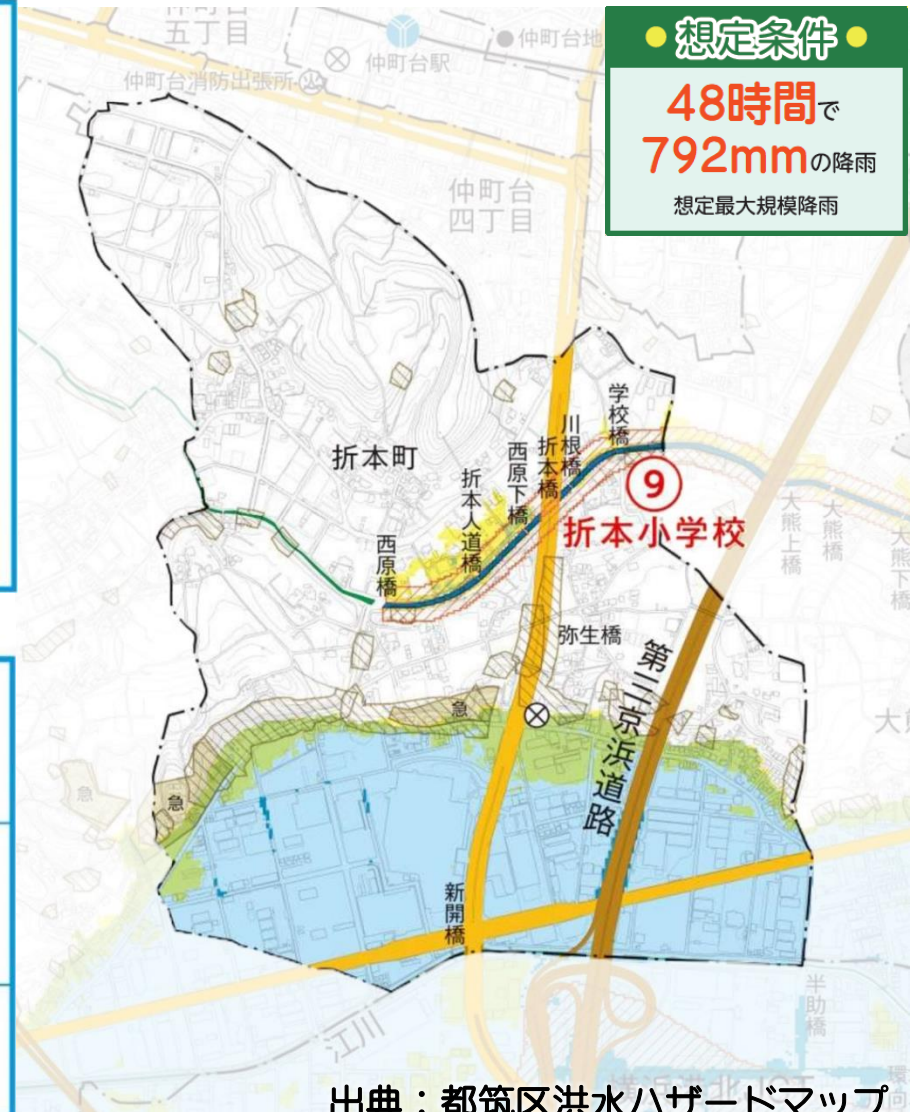 五丁目
仲町台駅
仲町台地
仲町台消防出張所
想定条件
48時間で
792mmの降雨
想定最大規模降雨
仲町台
四丁目
学校橋
川根橋
折本橋
西原下橋
折本町
折本人道橋
⑨
折本小学校
西原橋
大熊上橋
大熊橋
大熊下橋
弥生橋
第三京浜道路
急
急
急
新開橋
半助橋
江川
出典：都筑区洪水ハザードマップ